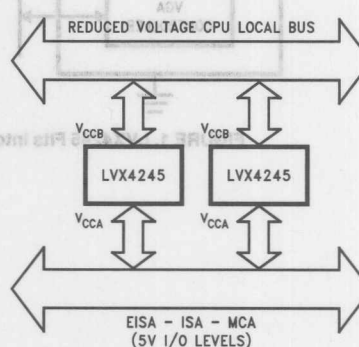 REDUCED VOLTAGE CPU LOCAL BUS
VCCB VCCB
LVX4245 LVX4245
VCCA VCCA
EISA - ISA - MCA
(5V I/O LEVELS)